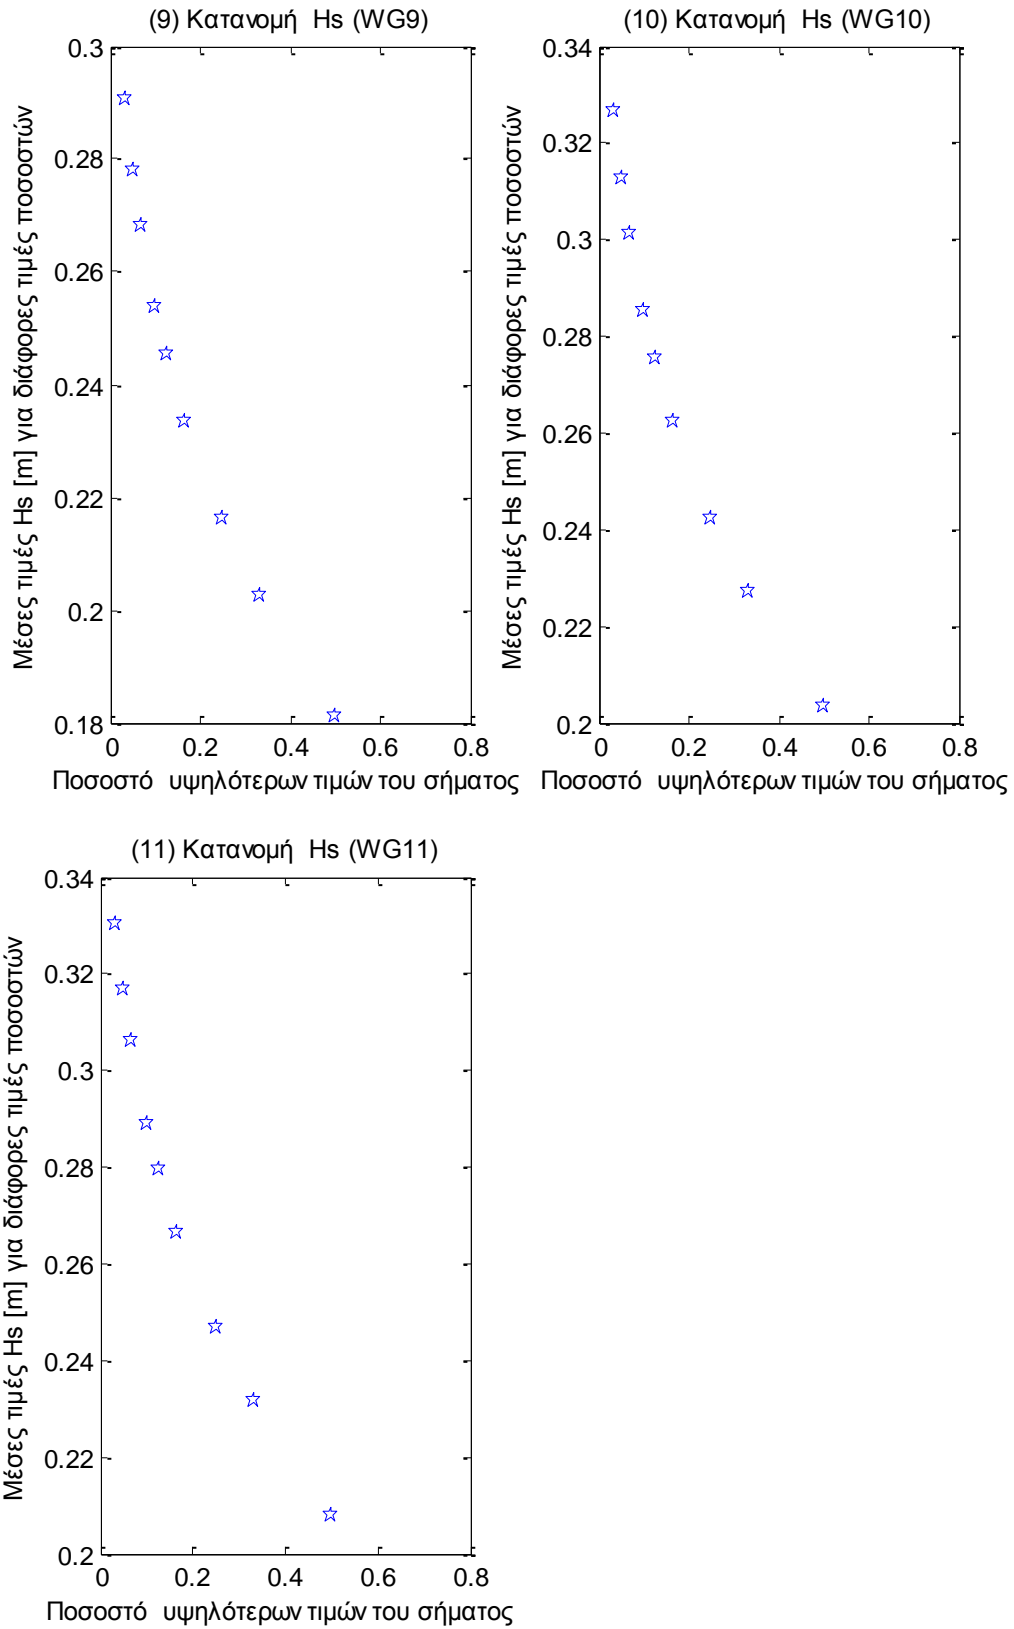 (9) Κατανομή Hs (WG9)
Μέσες τιμές Hs [m] για διάφορες τιμές ποσοστών
0.3
0.28
0.26
0.24
0.22
0.2
0.18
0 0.2 0.4 0.6 0.8
Ποσοστό υψηλότερων τιμών του σήματος
(10) Κατανομή Hs (WG10)
Μέσες τιμές Hs [m] για διάφορες τιμές ποσοστών
0.34
0.32
0.3
0.28
0.26
0.24
0.22
0.2
0 0.2 0.4 0.6 0.8
Ποσοστό υψηλότερων τιμών του σήματος
(11) Κατανομή Hs (WG11)
Μέσες τιμές Hs [m] για διάφορες τιμές ποσοστών
0.34
0.32
0.3
0.28
0.26
0.24
0.22
0.2
0 0.2 0.4 0.6 0.8
Ποσοστό υψηλότερων τιμών του σήματος